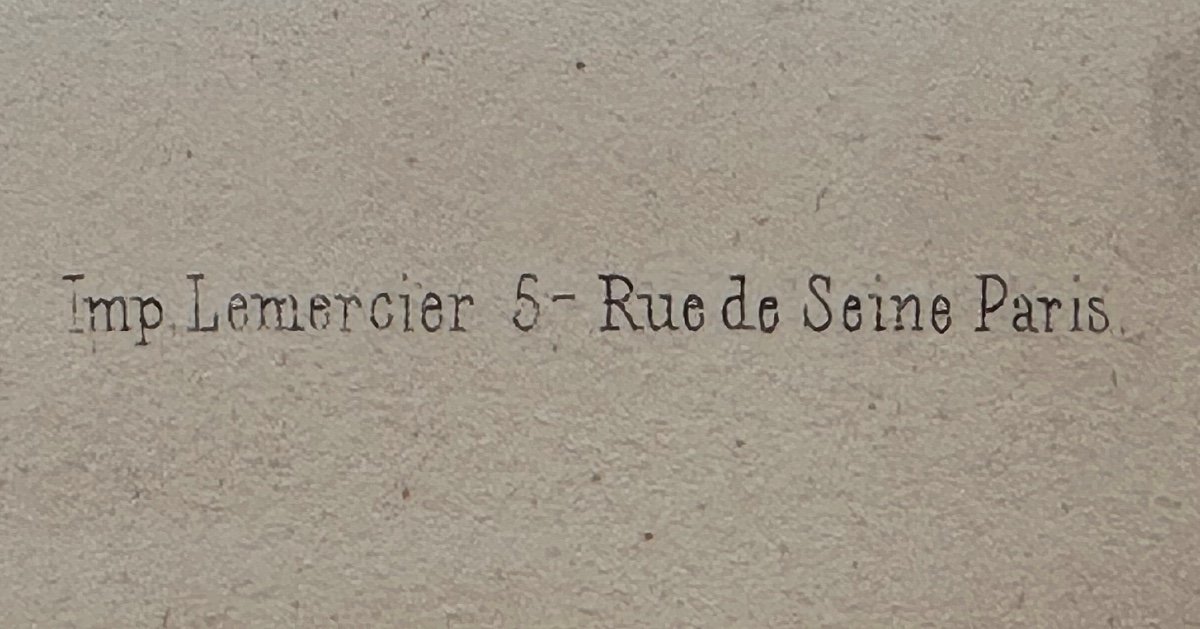 Imp. Lemercier 5- Rue de Seine Paris.